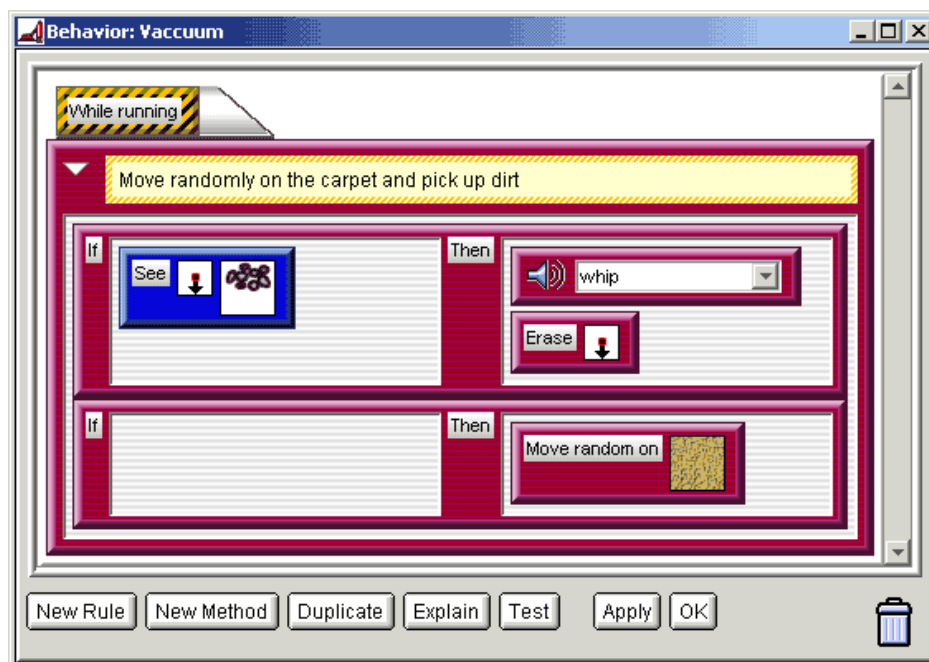 Behavior: Vaccuum
While running
Move randomly on the carpet and pick up dirt
If
See
Then
whip
Erase
If
Then
Move random on
New Rule
New Method
Duplicate
Explain
Test
Apply
OK